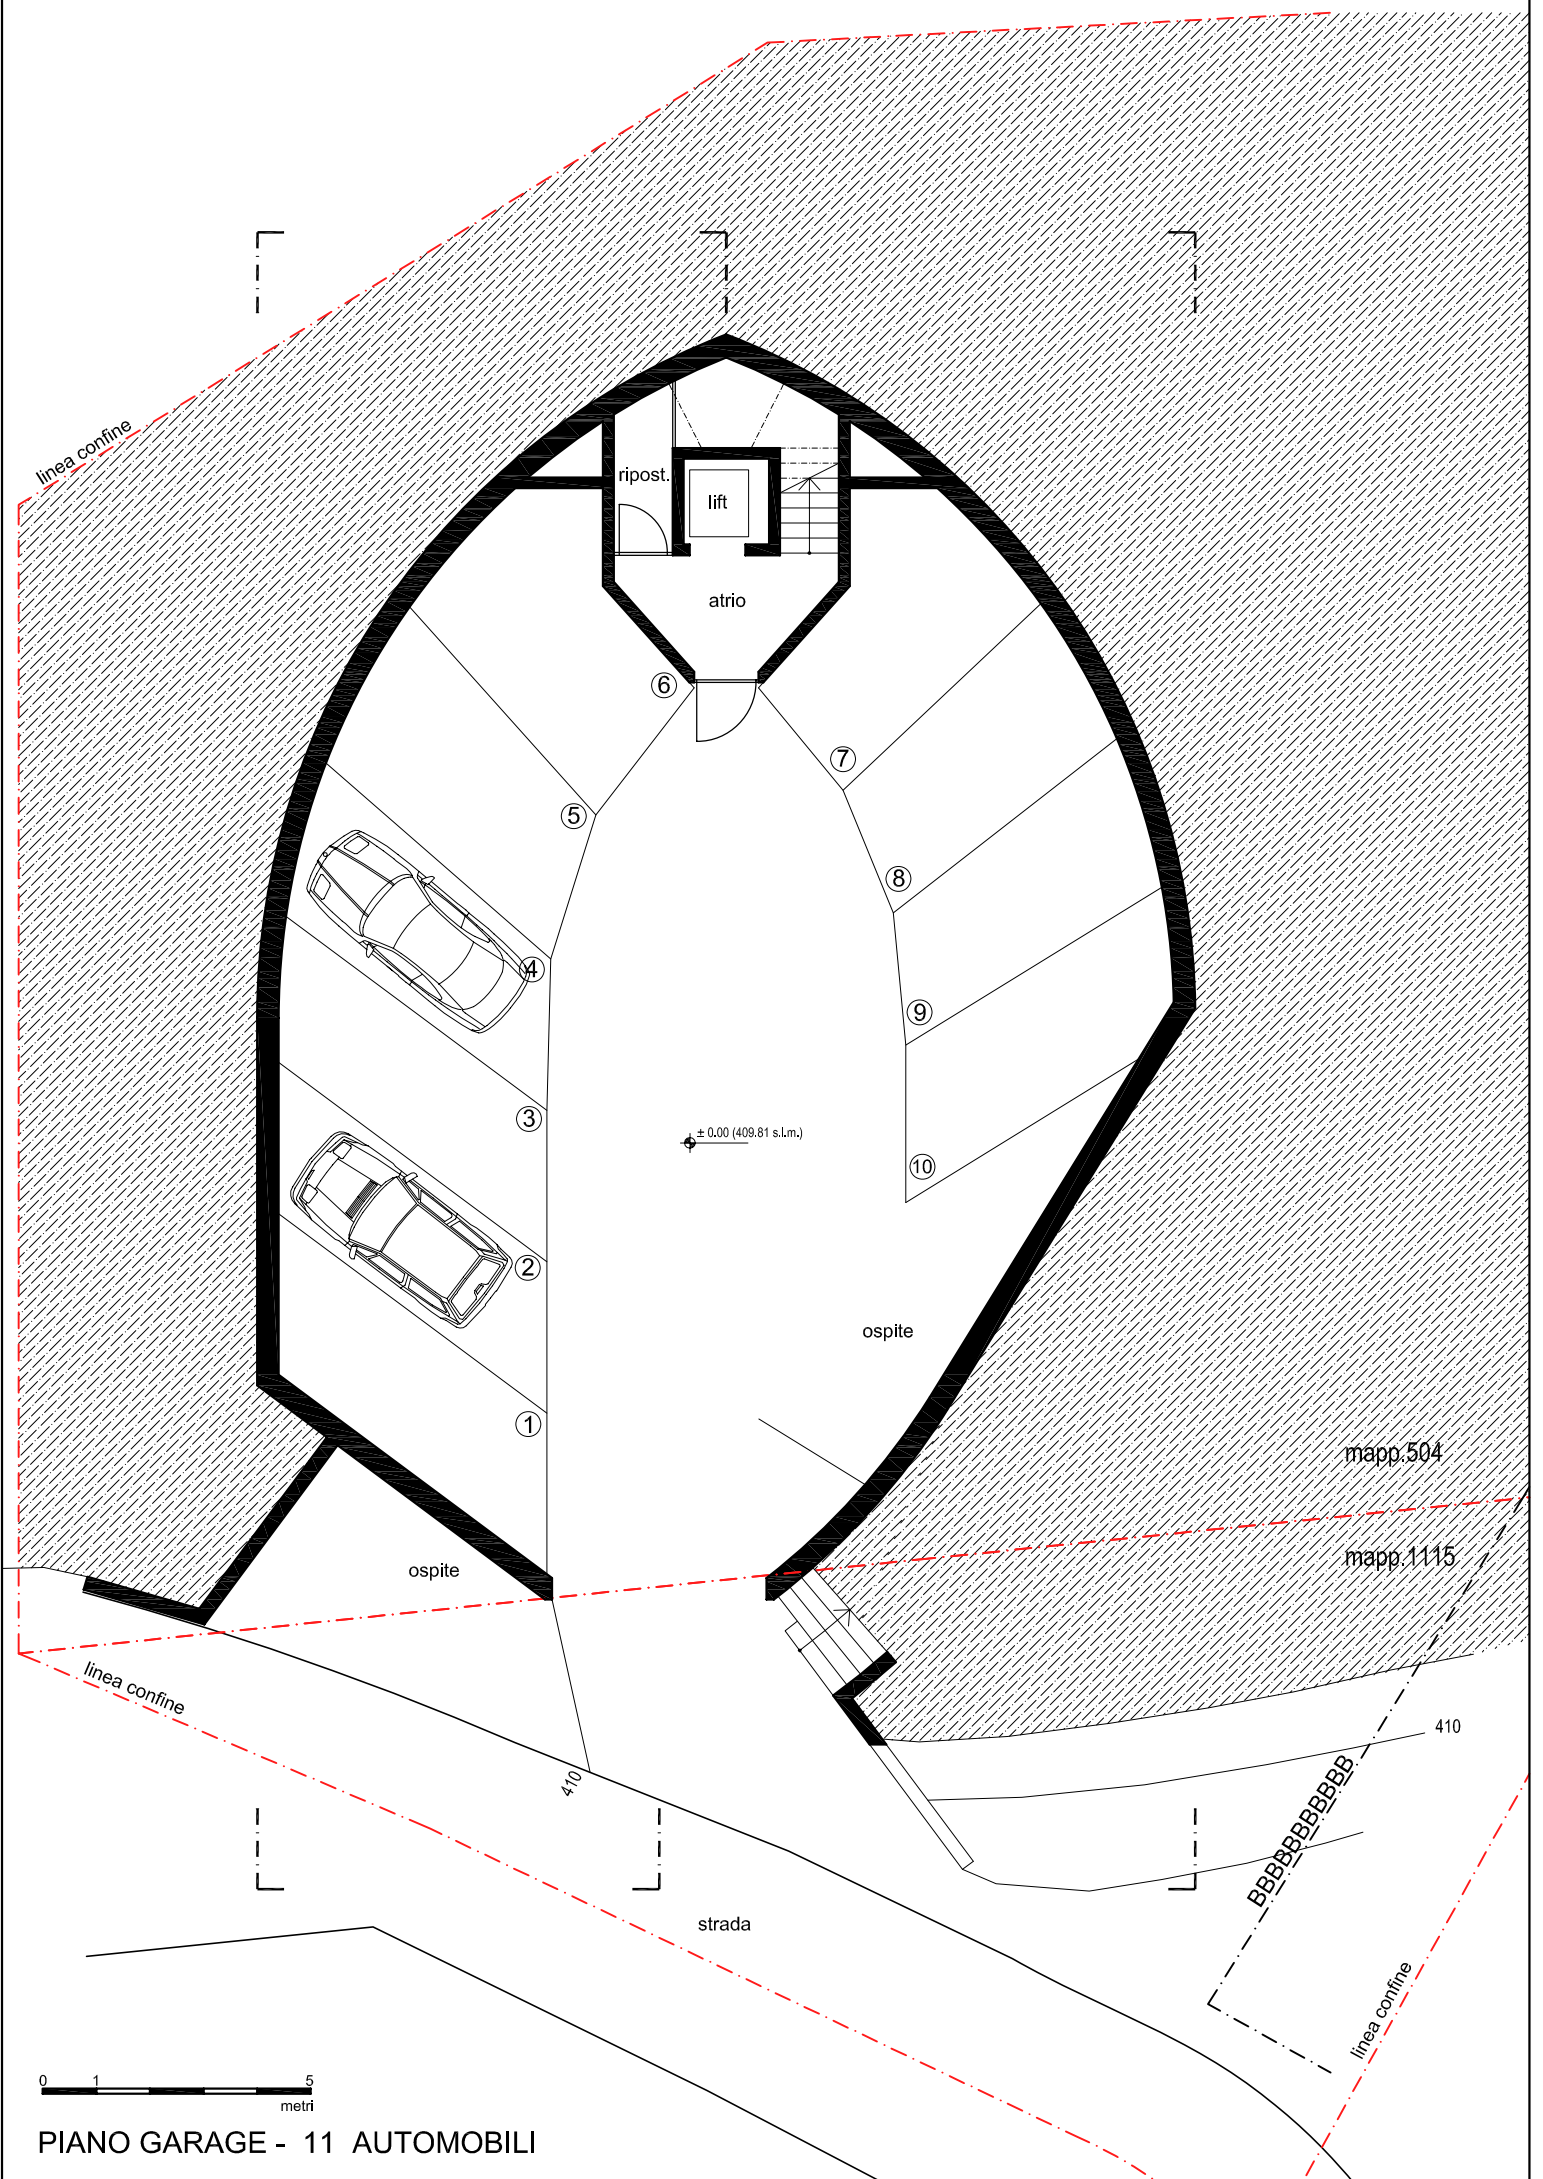 linea confine
ripost.
lift
atrio
6
7
5
8
4
9
3
± 0.00 (409.81 s.l.m.)
10
2
ospite
1
mapp.504
ospite
mapp.1115
linea confine
410
410
BBBBBBBBBBB
strada
linea confine
0 1 5
metri
PIANO GARAGE - 11 AUTOMOBILI